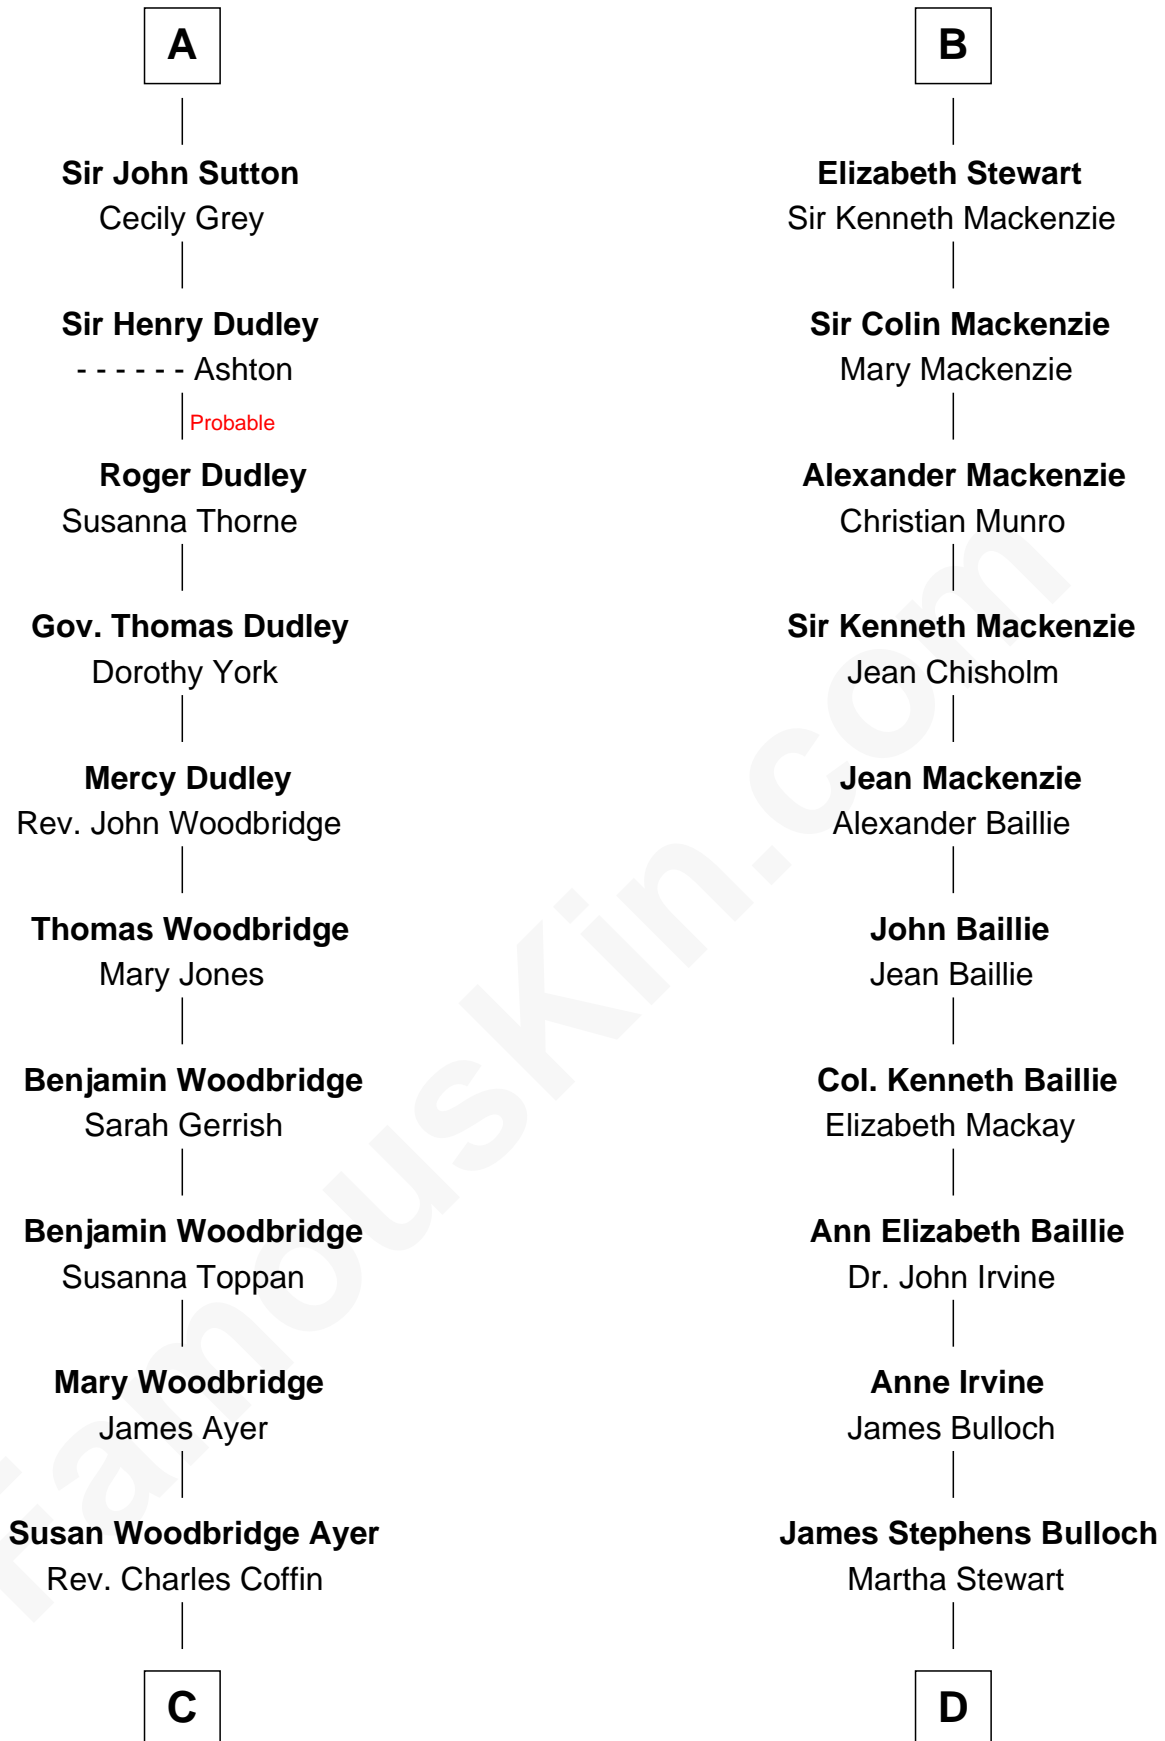 A
Sir John Sutton
Cecily Grey
Sir Henry Dudley
- - - - - - Ashton
Probable
Roger Dudley
Susanna Thorne
Gov. Thomas Dudley
Dorothy York
Mercy Dudley
Rev. John Woodbridge
Thomas Woodbridge
Mary Jones
Benjamin Woodbridge
Sarah Gerrish
Benjamin Woodbridge
Susanna Toppan
Mary Woodbridge
James Ayer
Susan Woodbridge Ayer
Rev. Charles Coffin
C
B
Elizabeth Stewart
Sir Kenneth Mackenzie
Sir Colin Mackenzie
Mary Mackenzie
Alexander Mackenzie
Christian Munro
Sir Kenneth Mackenzie
Jean Chisholm
Jean Mackenzie
Alexander Baillie
John Baillie
Jean Baillie
Col. Kenneth Baillie
Elizabeth Mackay
Ann Elizabeth Baillie
Dr. John Irvine
Anne Irvine
James Bulloch
James Stephens Bulloch
Martha Stewart
D
FamousKin.com